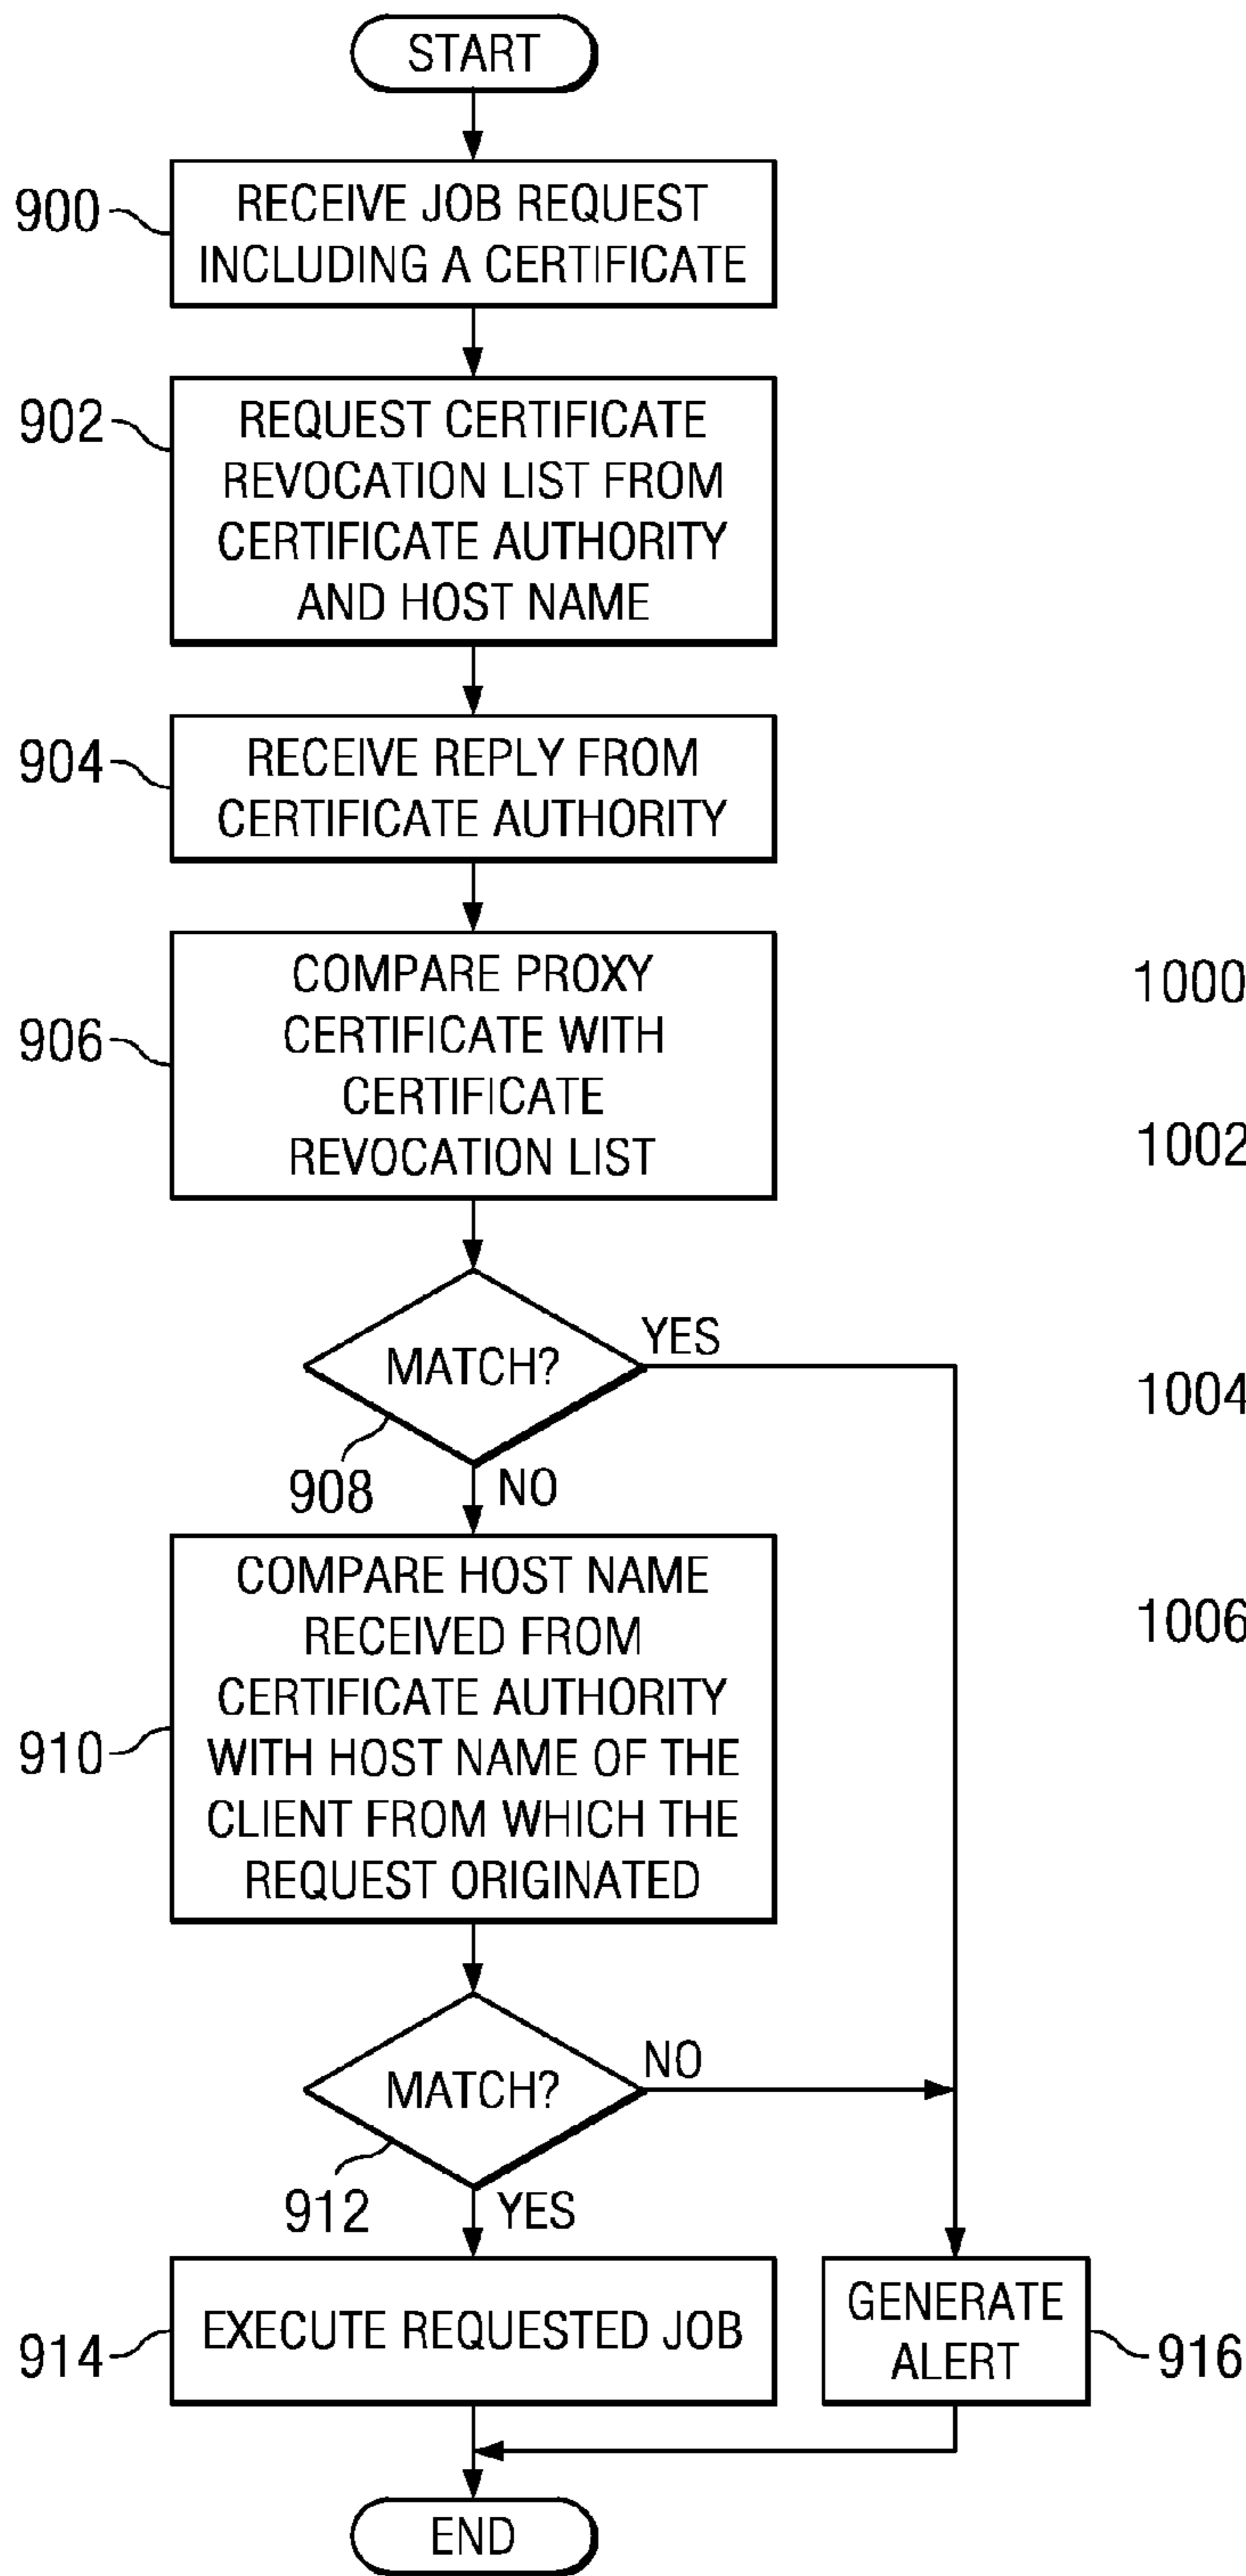 START
900
RECEIVE JOB REQUEST
INCLUDING A CERTIFICATE
902
REQUEST CERTIFICATE
REVOCATION LIST FROM
CERTIFICATE AUTHORITY
AND HOST NAME
904
RECEIVE REPLY FROM
CERTIFICATE AUTHORITY
906
COMPARE PROXY
CERTIFICATE WITH
CERTIFICATE
REVOCATION LIST
MATCH?
YES
908
NO
910
COMPARE HOST NAME
RECEIVED FROM
CERTIFICATE AUTHORITY
WITH HOST NAME OF THE
CLIENT FROM WHICH THE
REQUEST ORIGINATED
MATCH?
NO
912
YES
914
EXECUTE REQUESTED JOB
GENERATE
ALERT
916
END
1000
1002
1004
1006